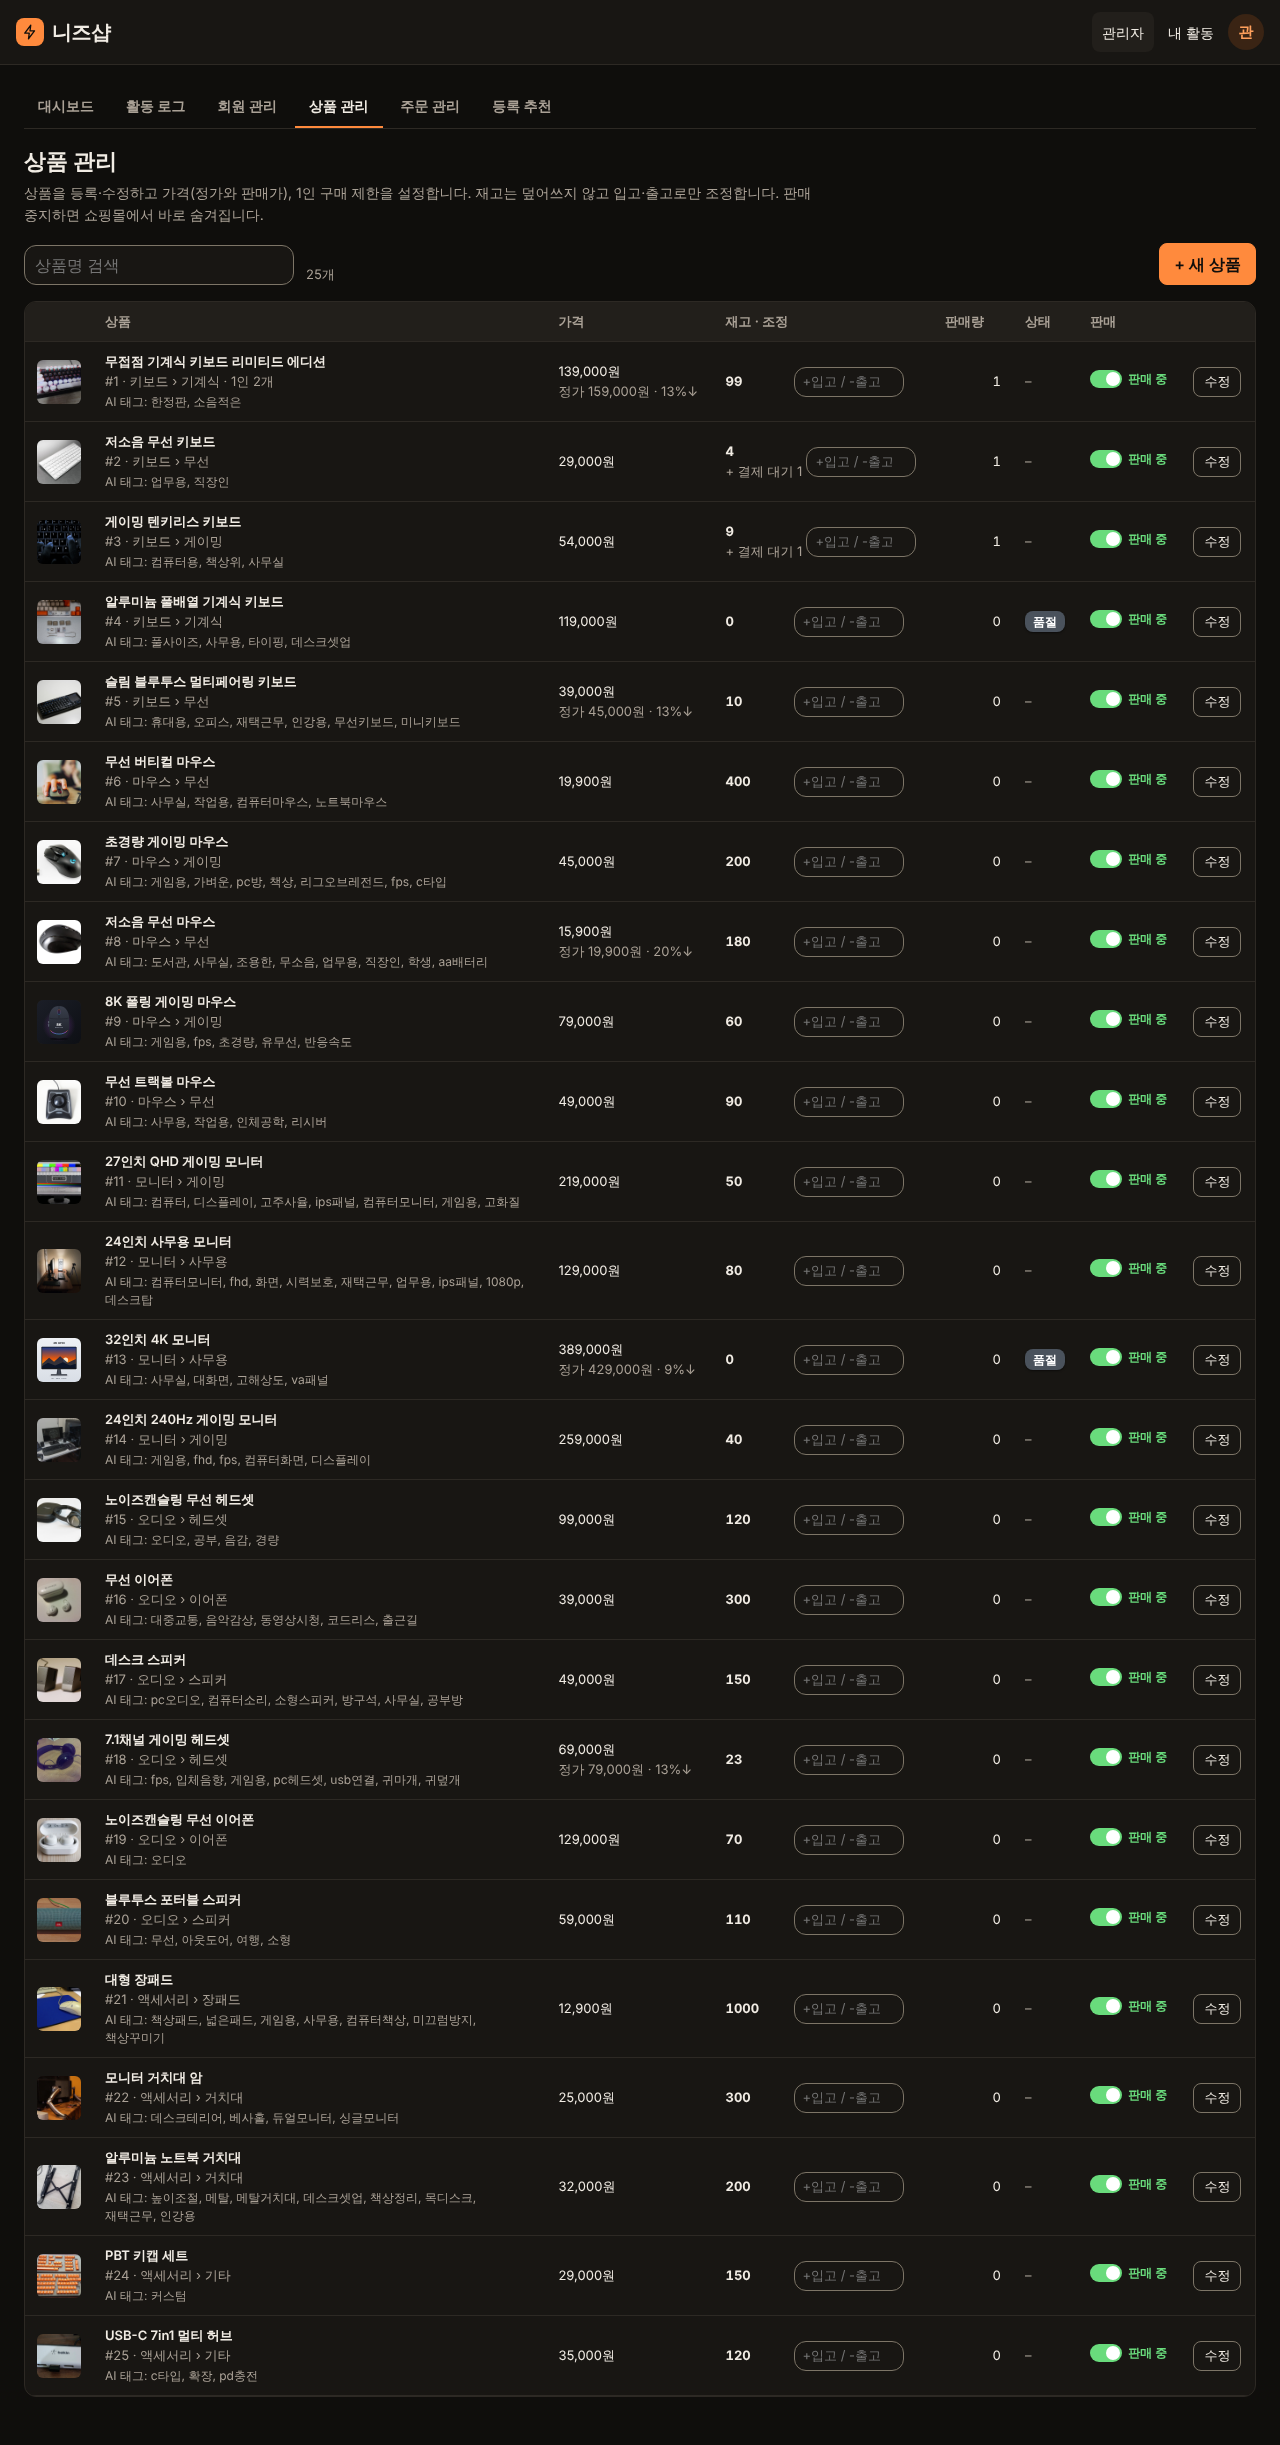 니즈샵
관리자 내 활동 관
대시보드 활동 로그 회원 관리 상품 관리 주문 관리 등록 추천
상품 관리
상품을 등록·수정하고 가격(정가와 판매가), 1인 구매 제한을 설정합니다. 재고는 덮어쓰지 않고 입고·출고로만 조정합니다. 판매
중지하면 쇼핑몰에서 바로 숨겨집니다.
상품명 검색 25개 + 새 상품
상품 가격 재고 · 조정 판매량 상태 판매
무접점 기계식 키보드 리미티드 에디션
#1 · 키보드 › 기계식 · 1인 2개
AI 태그: 한정판, 소음적은
139,000원
정가 159,000원 · 13%↓
99 +입고 / -출고 1 – 판매 중 수정
저소음 무선 키보드
#2 · 키보드 › 무선
AI 태그: 업무용, 직장인
29,000원
4
+ 결제 대기 1 +입고 / -출고 1 – 판매 중 수정
게이밍 텐키리스 키보드
#3 · 키보드 › 게이밍
AI 태그: 컴퓨터용, 책상위, 사무실
54,000원
9
+ 결제 대기 1 +입고 / -출고 1 – 판매 중 수정
알루미늄 풀배열 기계식 키보드
#4 · 키보드 › 기계식
AI 태그: 풀사이즈, 사무용, 타이핑, 데스크셋업
119,000원 0 +입고 / -출고 0 품절 판매 중 수정
슬림 블루투스 멀티페어링 키보드
#5 · 키보드 › 무선
AI 태그: 휴대용, 오피스, 재택근무, 인강용, 무선키보드, 미니키보드
39,000원
정가 45,000원 · 13%↓
10 +입고 / -출고 0 – 판매 중 수정
무선 버티컬 마우스
#6 · 마우스 › 무선
AI 태그: 사무실, 작업용, 컴퓨터마우스, 노트북마우스
19,900원 400 +입고 / -출고 0 – 판매 중 수정
초경량 게이밍 마우스
#7 · 마우스 › 게이밍
AI 태그: 게임용, 가벼운, pc방, 책상, 리그오브레전드, fps, c타입
45,000원 200 +입고 / -출고 0 – 판매 중 수정
저소음 무선 마우스
#8 · 마우스 › 무선
AI 태그: 도서관, 사무실, 조용한, 무소음, 업무용, 직장인, 학생, aa배터리
15,900원
정가 19,900원 · 20%↓
180 +입고 / -출고 0 – 판매 중 수정
8K 폴링 게이밍 마우스
#9 · 마우스 › 게이밍
AI 태그: 게임용, fps, 초경량, 유무선, 반응속도
79,000원 60 +입고 / -출고 0 – 판매 중 수정
무선 트랙볼 마우스
#10 · 마우스 › 무선
AI 태그: 사무용, 작업용, 인체공학, 리시버
49,000원 90 +입고 / -출고 0 – 판매 중 수정
27인치 QHD 게이밍 모니터
#11 · 모니터 › 게이밍
AI 태그: 컴퓨터, 디스플레이, 고주사율, ips패널, 컴퓨터모니터, 게임용, 고화질
219,000원 50 +입고 / -출고 0 – 판매 중 수정
24인치 사무용 모니터
#12 · 모니터 › 사무용
AI 태그: 컴퓨터모니터, fhd, 화면, 시력보호, 재택근무, 업무용, ips패널, 1080p,
데스크탑
129,000원 80 +입고 / -출고 0 – 판매 중 수정
32인치 4K 모니터
#13 · 모니터 › 사무용
AI 태그: 사무실, 대화면, 고해상도, va패널
389,000원
정가 429,000원 · 9%↓
0 +입고 / -출고 0 품절 판매 중 수정
24인치 240Hz 게이밍 모니터
#14 · 모니터 › 게이밍
AI 태그: 게임용, fhd, fps, 컴퓨터화면, 디스플레이
259,000원 40 +입고 / -출고 0 – 판매 중 수정
노이즈캔슬링 무선 헤드셋
#15 · 오디오 › 헤드셋
AI 태그: 오디오, 공부, 음감, 경량
99,000원 120 +입고 / -출고 0 – 판매 중 수정
무선 이어폰
#16 · 오디오 › 이어폰
AI 태그: 대중교통, 음악감상, 동영상시청, 코드리스, 출근길
39,000원 300 +입고 / -출고 0 – 판매 중 수정
데스크 스피커
#17 · 오디오 › 스피커
AI 태그: pc오디오, 컴퓨터소리, 소형스피커, 방구석, 사무실, 공부방
49,000원 150 +입고 / -출고 0 – 판매 중 수정
7.1채널 게이밍 헤드셋
#18 · 오디오 › 헤드셋
AI 태그: fps, 입체음향, 게임용, pc헤드셋, usb연결, 귀마개, 귀덮개
69,000원
정가 79,000원 · 13%↓
23 +입고 / -출고 0 – 판매 중 수정
노이즈캔슬링 무선 이어폰
#19 · 오디오 › 이어폰
AI 태그: 오디오
129,000원 70 +입고 / -출고 0 – 판매 중 수정
블루투스 포터블 스피커
#20 · 오디오 › 스피커
AI 태그: 무선, 아웃도어, 여행, 소형
59,000원 110 +입고 / -출고 0 – 판매 중 수정
대형 장패드
#21 · 액세서리 › 장패드
AI 태그: 책상패드, 넓은패드, 게임용, 사무용, 컴퓨터책상, 미끄럼방지,
책상꾸미기
12,900원 1000 +입고 / -출고 0 – 판매 중 수정
모니터 거치대 암
#22 · 액세서리 › 거치대
AI 태그: 데스크테리어, 베사홀, 듀얼모니터, 싱글모니터
25,000원 300 +입고 / -출고 0 – 판매 중 수정
알루미늄 노트북 거치대
#23 · 액세서리 › 거치대
AI 태그: 높이조절, 메탈, 메탈거치대, 데스크셋업, 책상정리, 목디스크,
재택근무, 인강용
32,000원 200 +입고 / -출고 0 – 판매 중 수정
PBT 키캡 세트
#24 · 액세서리 › 기타
AI 태그: 커스텀
29,000원 150 +입고 / -출고 0 – 판매 중 수정
USB-C 7in1 멀티 허브
#25 · 액세서리 › 기타
AI 태그: c타입, 확장, pd충전
35,000원 120 +입고 / -출고 0 – 판매 중 수정